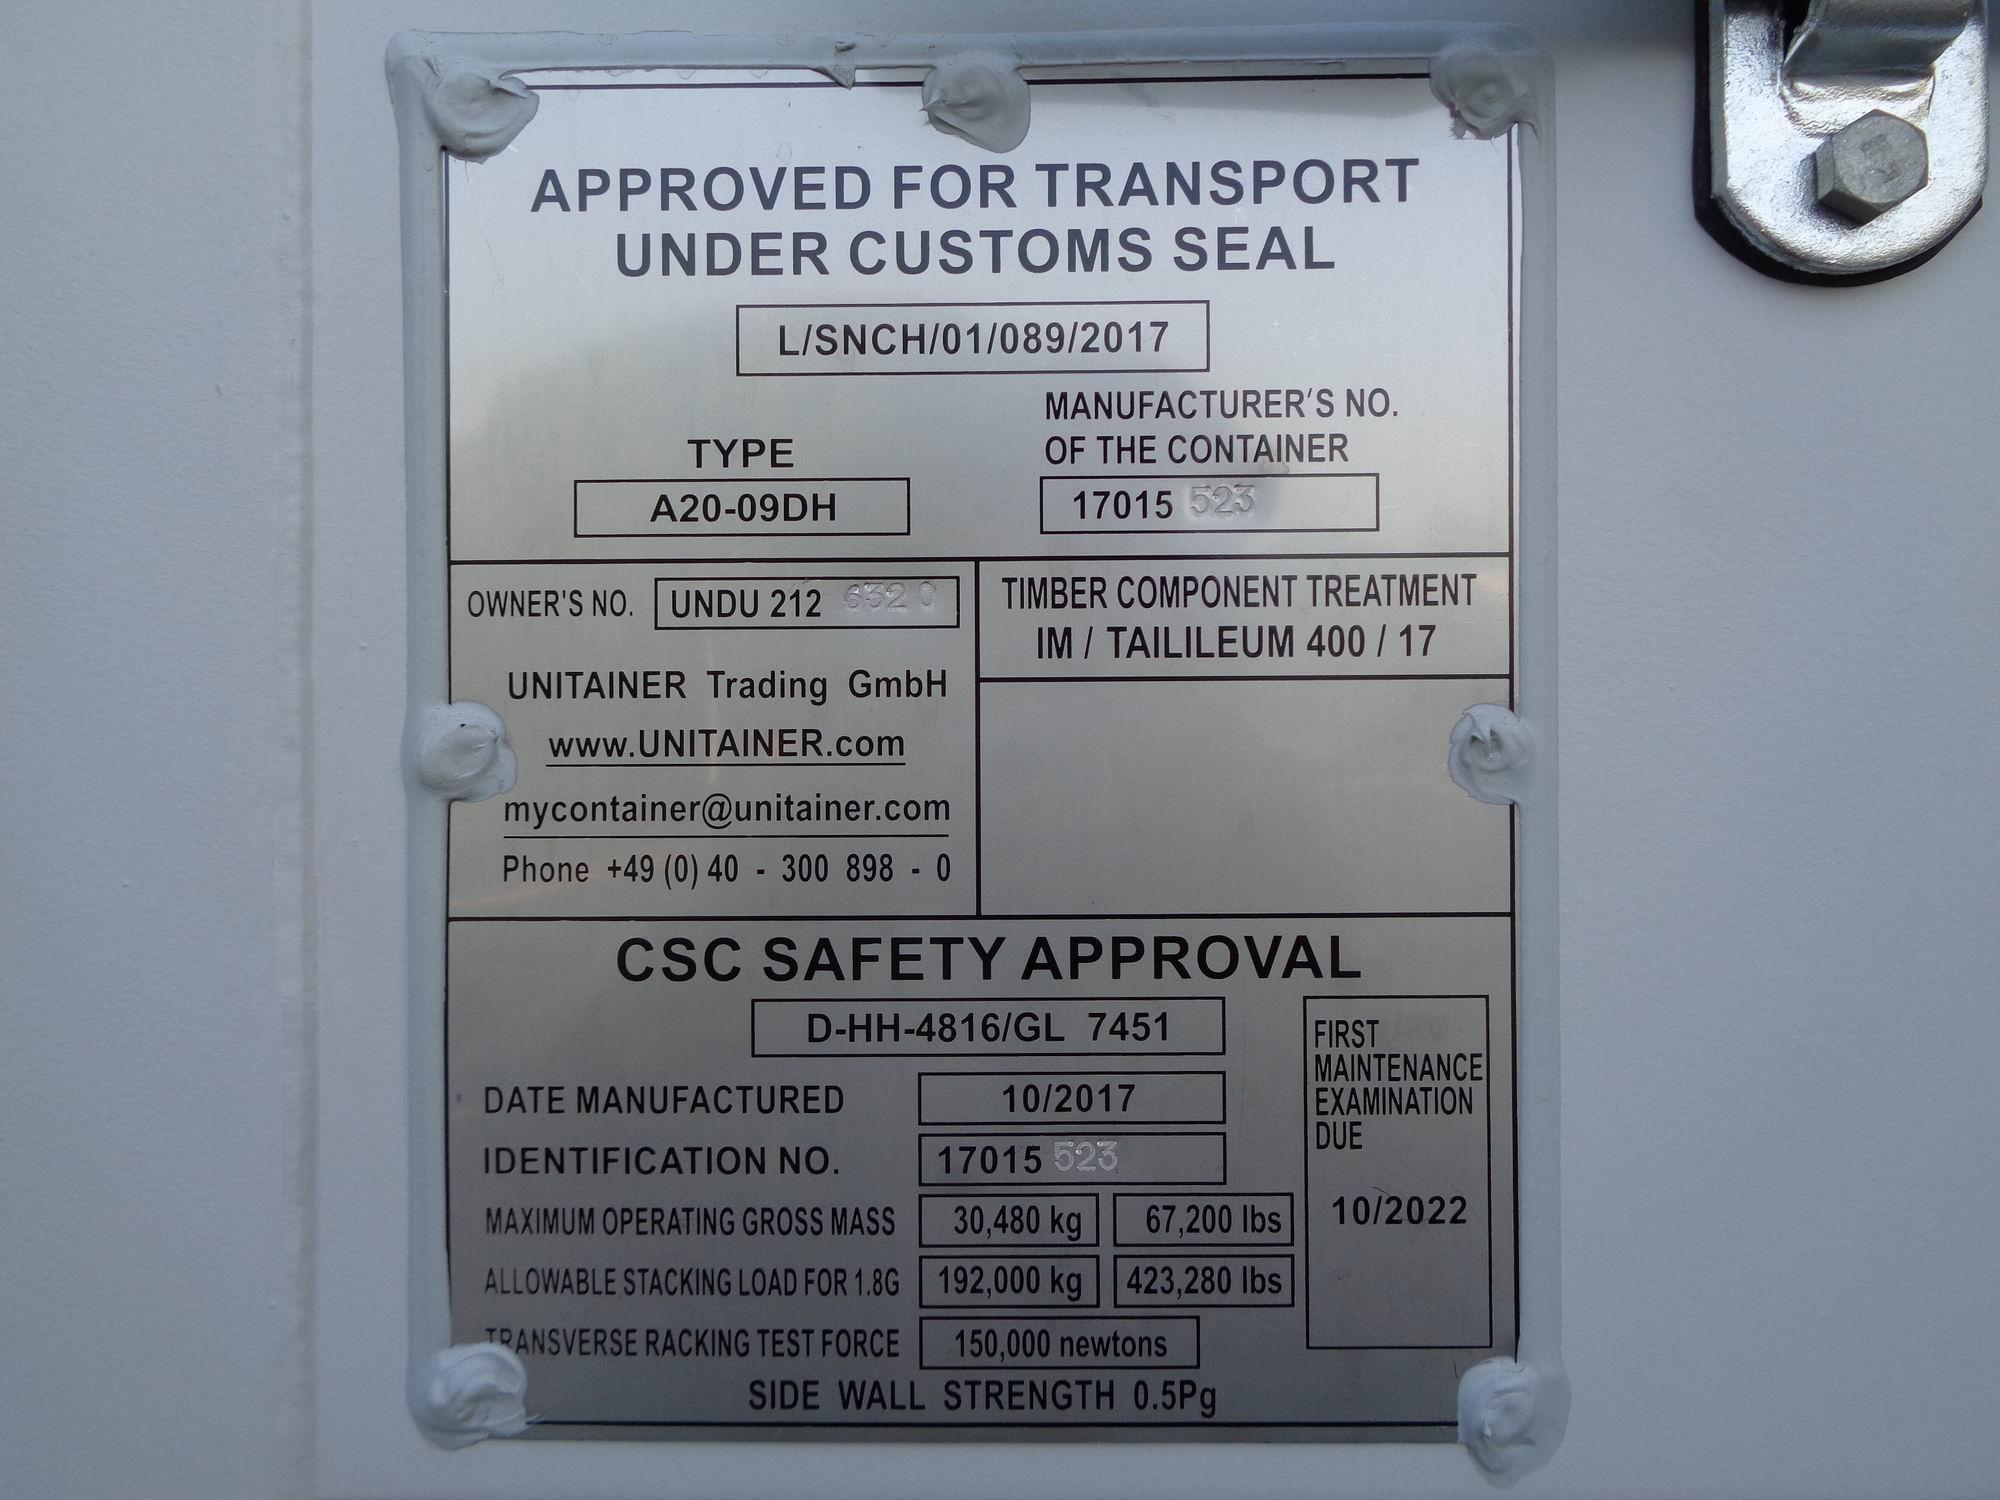 APPROVED FOR TRANSPORT
UNDER CUSTOMS SEAL
L/SNCH/01/089/2017
TYPE
A20-09DH
MANUFACTURER'S NO.
OF THE CONTAINER
17015 523
OWNER'S NO. UNDU 212 632 0
UNITAINER Trading GmbH
www.UNITAINER.com
mycontainer@unitainer.com
Phone +49 (0) 40 - 300 898 - 0
TIMBER COMPONENT TREATMENT
IM / TAILILEUM 400 / 17
CSC SAFETY APPROVAL
D-HH-4816/GL 7451
DATE MANUFACTURED 10/2017
IDENTIFICATION NO. 17015 523
MAXIMUM OPERATING GROSS MASS 30,480 kg 67,200 lbs
ALLOWABLE STACKING LOAD FOR 1.8G 192,000 kg 423,280 lbs
TRANSVERSE RACKING TEST FORCE 150,000 newtons
SIDE WALL STRENGTH 0.5Pg
FIRST
MAINTENANCE
EXAMINATION
DUE
10/2022